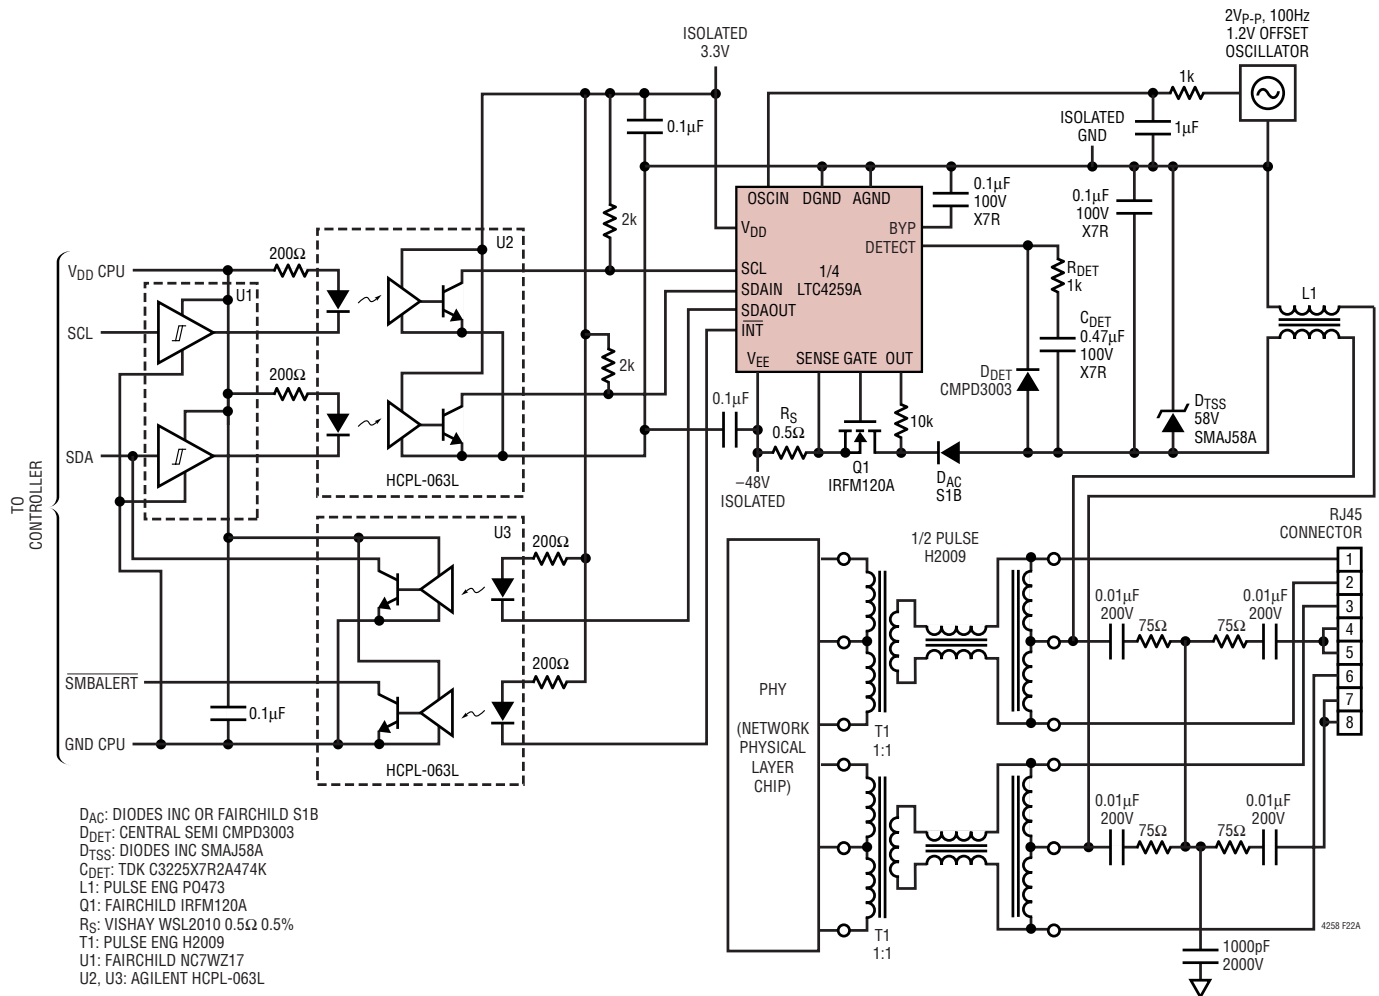 ISOLATED
3.3V
2VP-P, 100Hz
1.2V OFFSET
OSCILLATOR
1k
1µF
ISOLATED
GND
0.1µF
2k
0.1µF
100V
X7R
0.1µF
100V
X7R
OSCIN DGND AGND
VDD
BYP
DETECT
SCL
1/4
LTC4259A
SDAIN
SDAOUT
INT
VEE
SENSE GATE OUT
RDET
1k
CDET
0.47µF
100V
X7R
DDET
CMPD3003
DTSS
58V
SMAJ58A
L1
U2
200Ω
VDD CPU
U1
SCL
200Ω
2k
0.1µF
RS
0.5Ω
10k
SDA
HCPL-063L
–48V
ISOLATED
Q1
IRFM120A
DAC
S1B
TO
CONTROLLER
U3
200Ω
200Ω
SMBALERT
0.1µF
GND CPU
HCPL-063L
1/2 PULSE
H2009
RJ45
CONNECTOR
PHY
(NETWORK
PHYSICAL
LAYER
CHIP)
T1
1:1
T1
1:1
0.01µF
200V
75Ω
75Ω
0.01µF
200V
1
2
3
4
5
6
7
8
0.01µF
200V
75Ω
75Ω
0.01µF
200V
1000pF
2000V
4258 F22A
DAC: DIODES INC OR FAIRCHILD S1B
DDET: CENTRAL SEMI CMPD3003
DTSS: DIODES INC SMAJ58A
CDET: TDK C3225X7R2A474K
L1: PULSE ENG PO473
Q1: FAIRCHILD IRFM120A
RS: VISHAY WSL2010 0.5Ω 0.5%
T1: PULSE ENG H2009
U1: FAIRCHILD NC7WZ17
U2, U3: AGILENT HCPL-063L